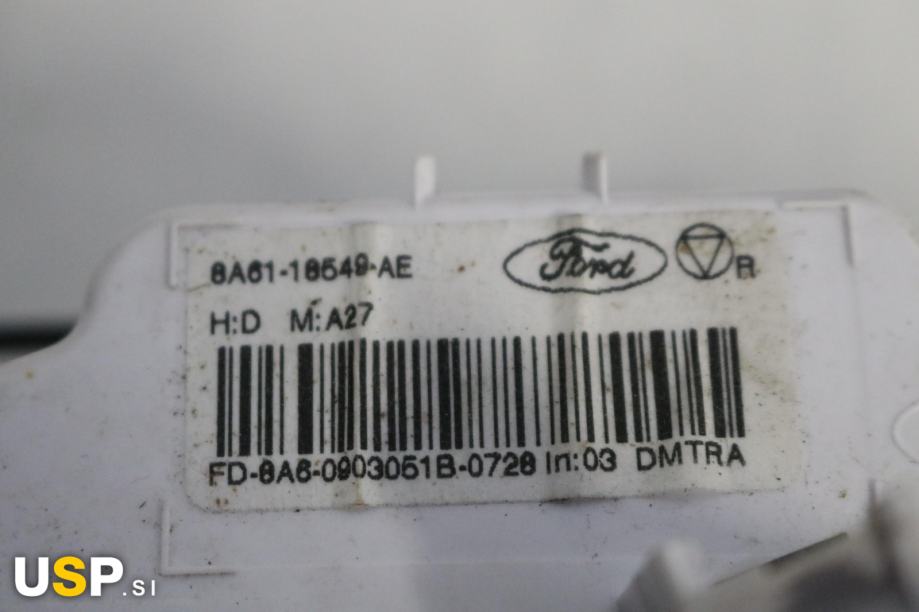 8A61-18549-AE Ford R
H:D M:A27
FD-8A6-0903051B-0728 In:03 DMTRA
USP.SI